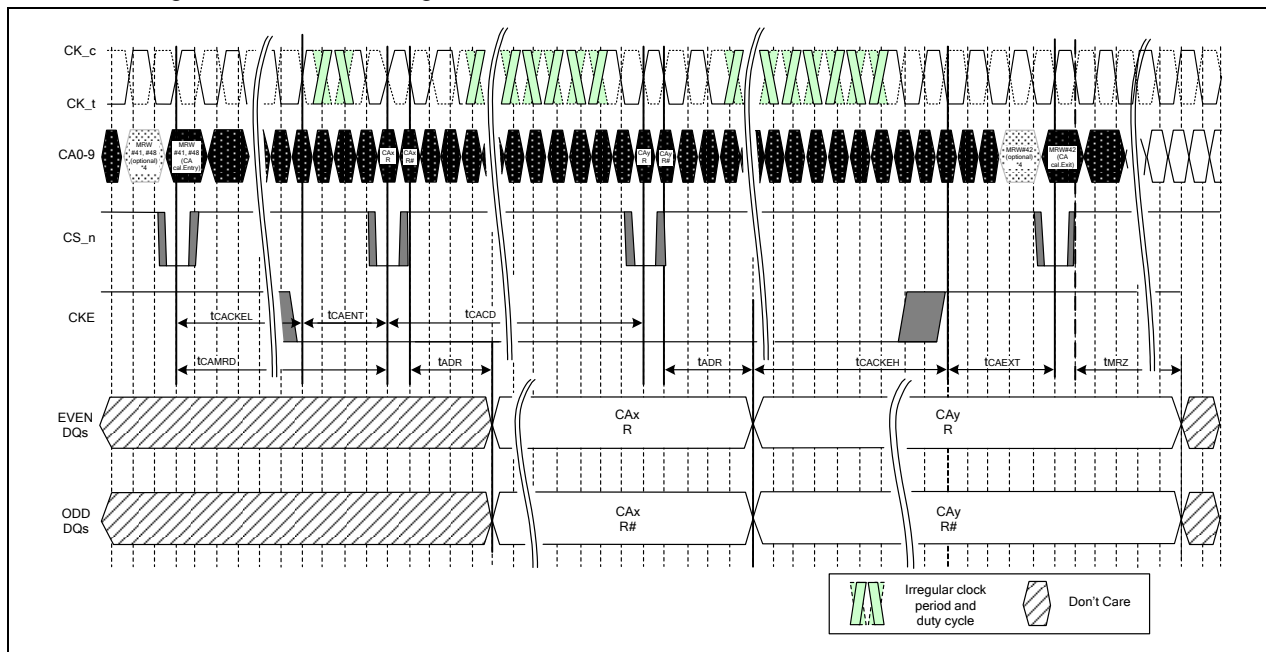 CK_c
CK_t
CA0-9
MRW
#41, #48
(optional) *4
MRW
#41, #48
(CA
cal.Entry)
CAx
R
CAx
R#
CAy
R
CAy
R#
MRW#42
(optional)
*4
MRW#42
(CA
cal.Exit)
CS_n
CKE
tCACKEL
tCAENT
tCACD
tCAMRD
tADR
tADR
tCACKEH
tCAEXT
tMRZ
EVEN
DQs
CAx
R
CAy
R
ODD
DQs
CAx
R#
CAy
R#
Irregular clock
period and
duty cycle
Don't Care